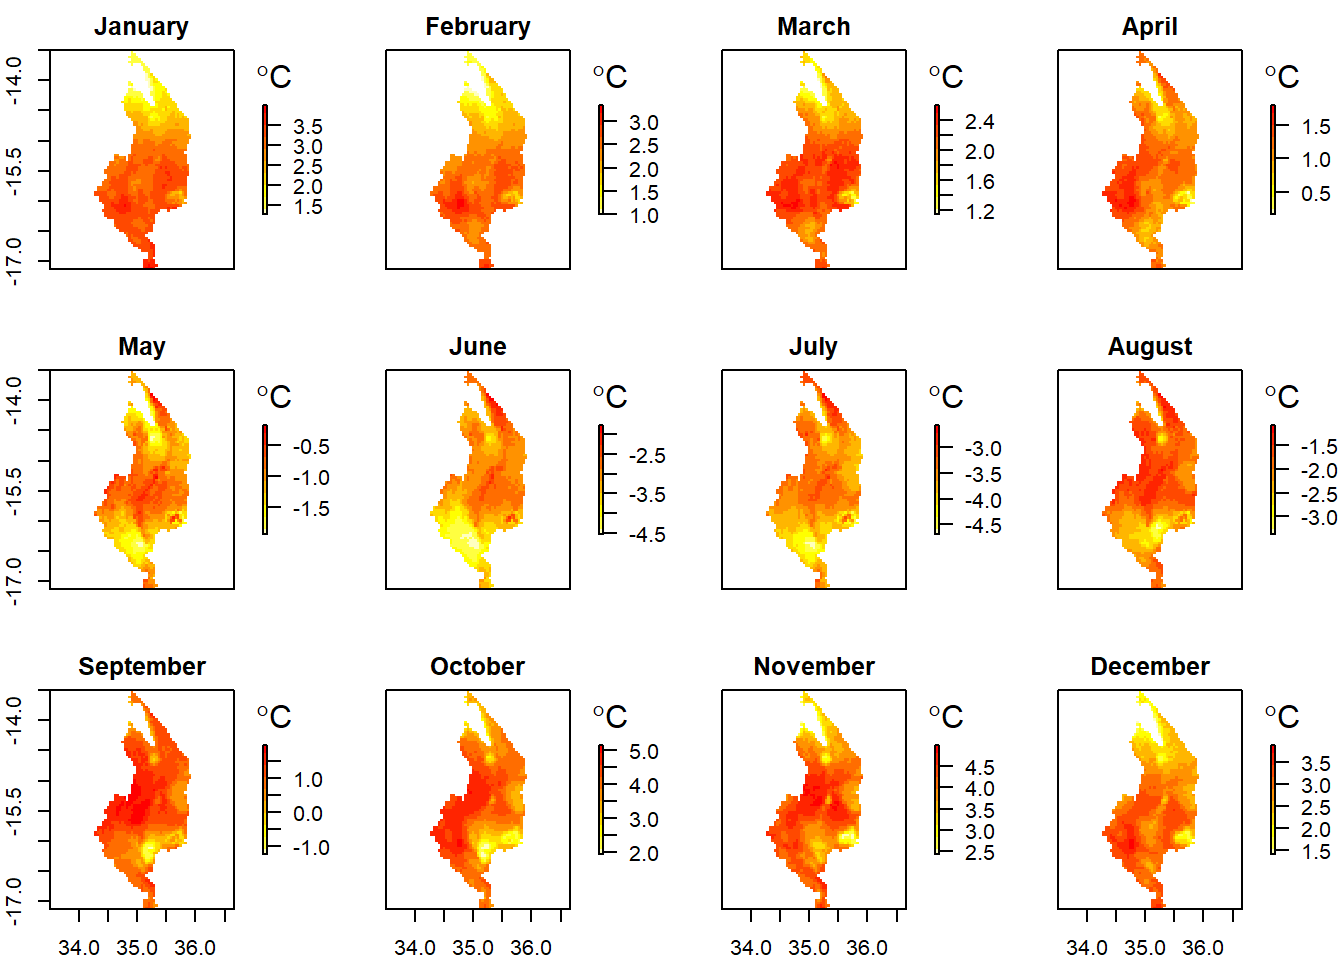 January February March April
-14.0 -15.5 -17.0
°C
3.5
3.0
2.5
2.0
1.5
°C
3.0
2.5
2.0
1.5
1.0
°C
2.4
2.0
1.6
1.2
°C
1.5
1.0
0.5
May June July August
-14.0 -15.5 -17.0
°C
-0.5
-1.0
-1.5
°C
-2.5
-3.5
-4.5
°C
-3.0
-3.5
-4.0
-4.5
°C
-1.5
-2.0
-2.5
-3.0
September October November December
-14.0 -15.5 -17.0
°C
1.0
0.0
-1.0
°C
5.0
4.0
3.0
2.0
°C
4.5
4.0
3.5
3.0
2.5
°C
3.5
3.0
2.5
2.0
1.5
34.0 35.0 36.0 34.0 35.0 36.0 34.0 35.0 36.0 34.0 35.0 36.0